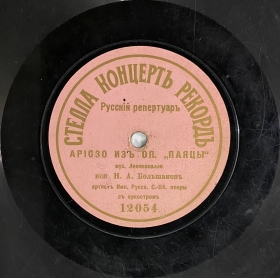 СТЕЛЛА КОНЦЕРТЪ РЕКОРДЪ
Русскій репертуаръ
АРІОЗО ИЗЪ ОП. „ПАЯЦЫ“
муз. Леонкавалло
исп. Н. А. Большаковъ
артистъ Имп. Русск. С.-Пб. оперы
съ оркестромъ
12054.